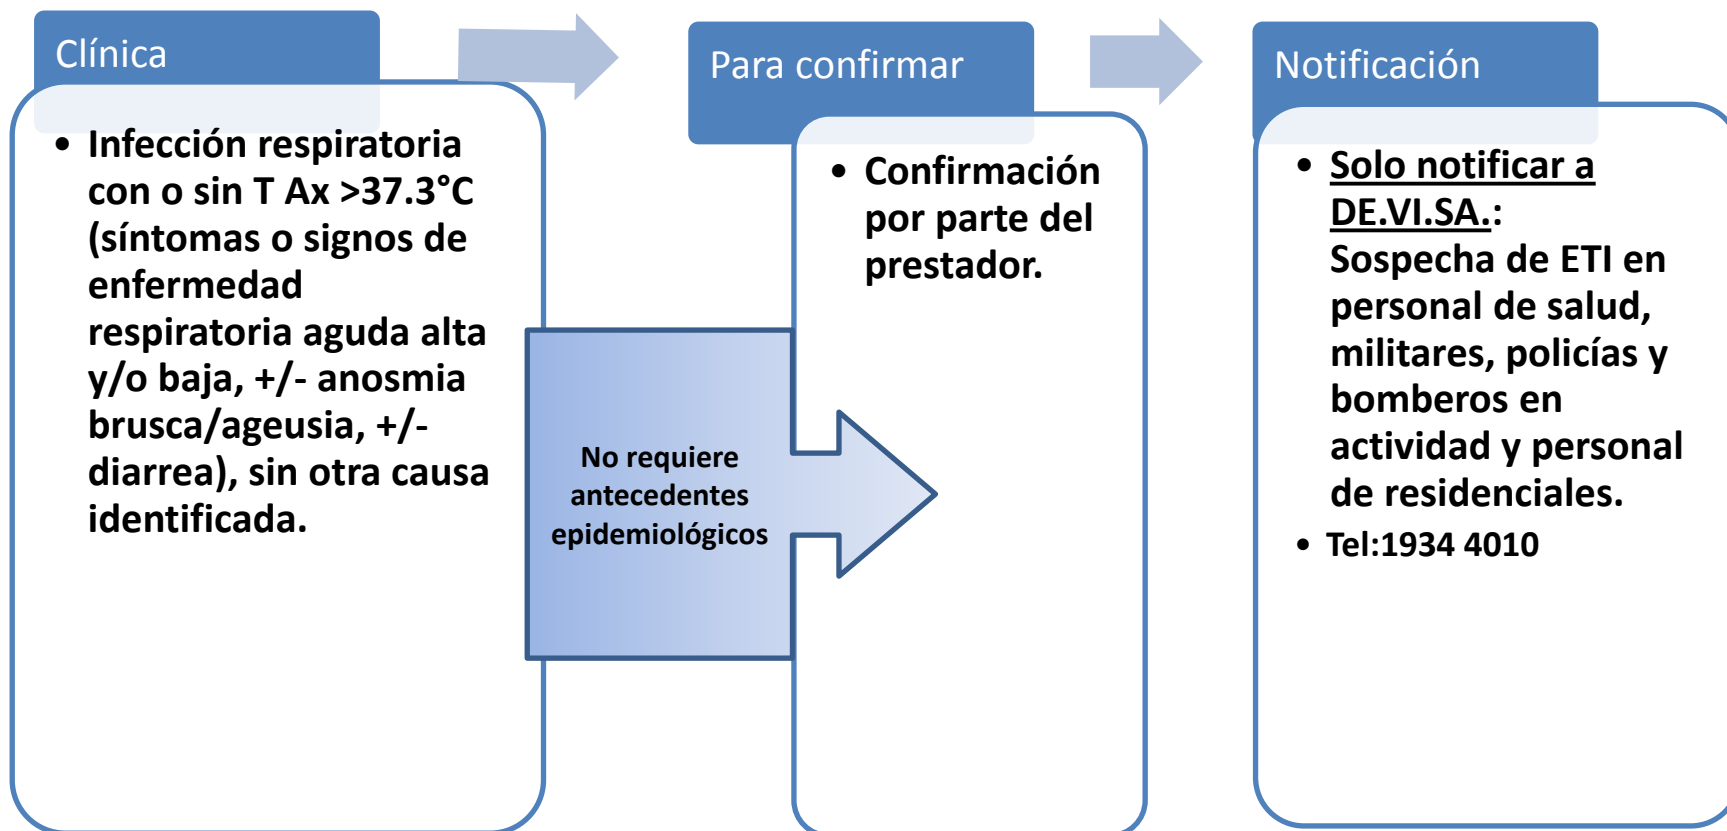 Clínica
• Infección respiratoria
con o sin T Ax >37.3°C
(síntomas o signos de
enfermedad
respiratoria aguda alta
y/o baja, +/- anosmia
brusca/ageusia, +/-
diarrea), sin otra causa
identificada.
No requiere
antecedentes
epidemiológicos
Para confirmar
• Confirmación
por parte del
prestador.
Notificación
• Solo notificar a
DE.VI.SA.:
Sospecha de ETI en
personal de salud,
militares, policías y
bomberos en
actividad y personal
de residenciales.
• Tel:1934 4010